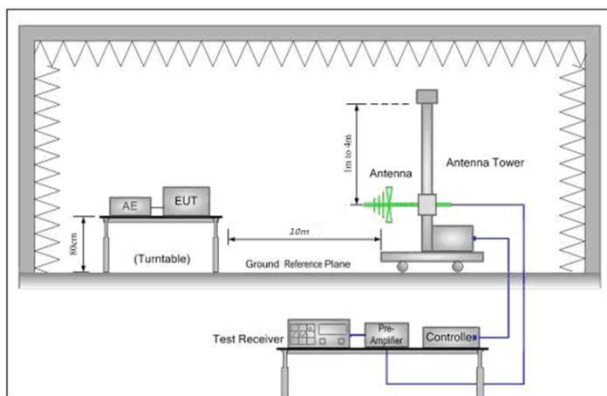 1m to 4m
Antenna
Antenna Tower
AE
EUT
80cm
10m
(Turntable)
Ground Reference Plane
Test Receiver
Pre-
Amplifier
Controller